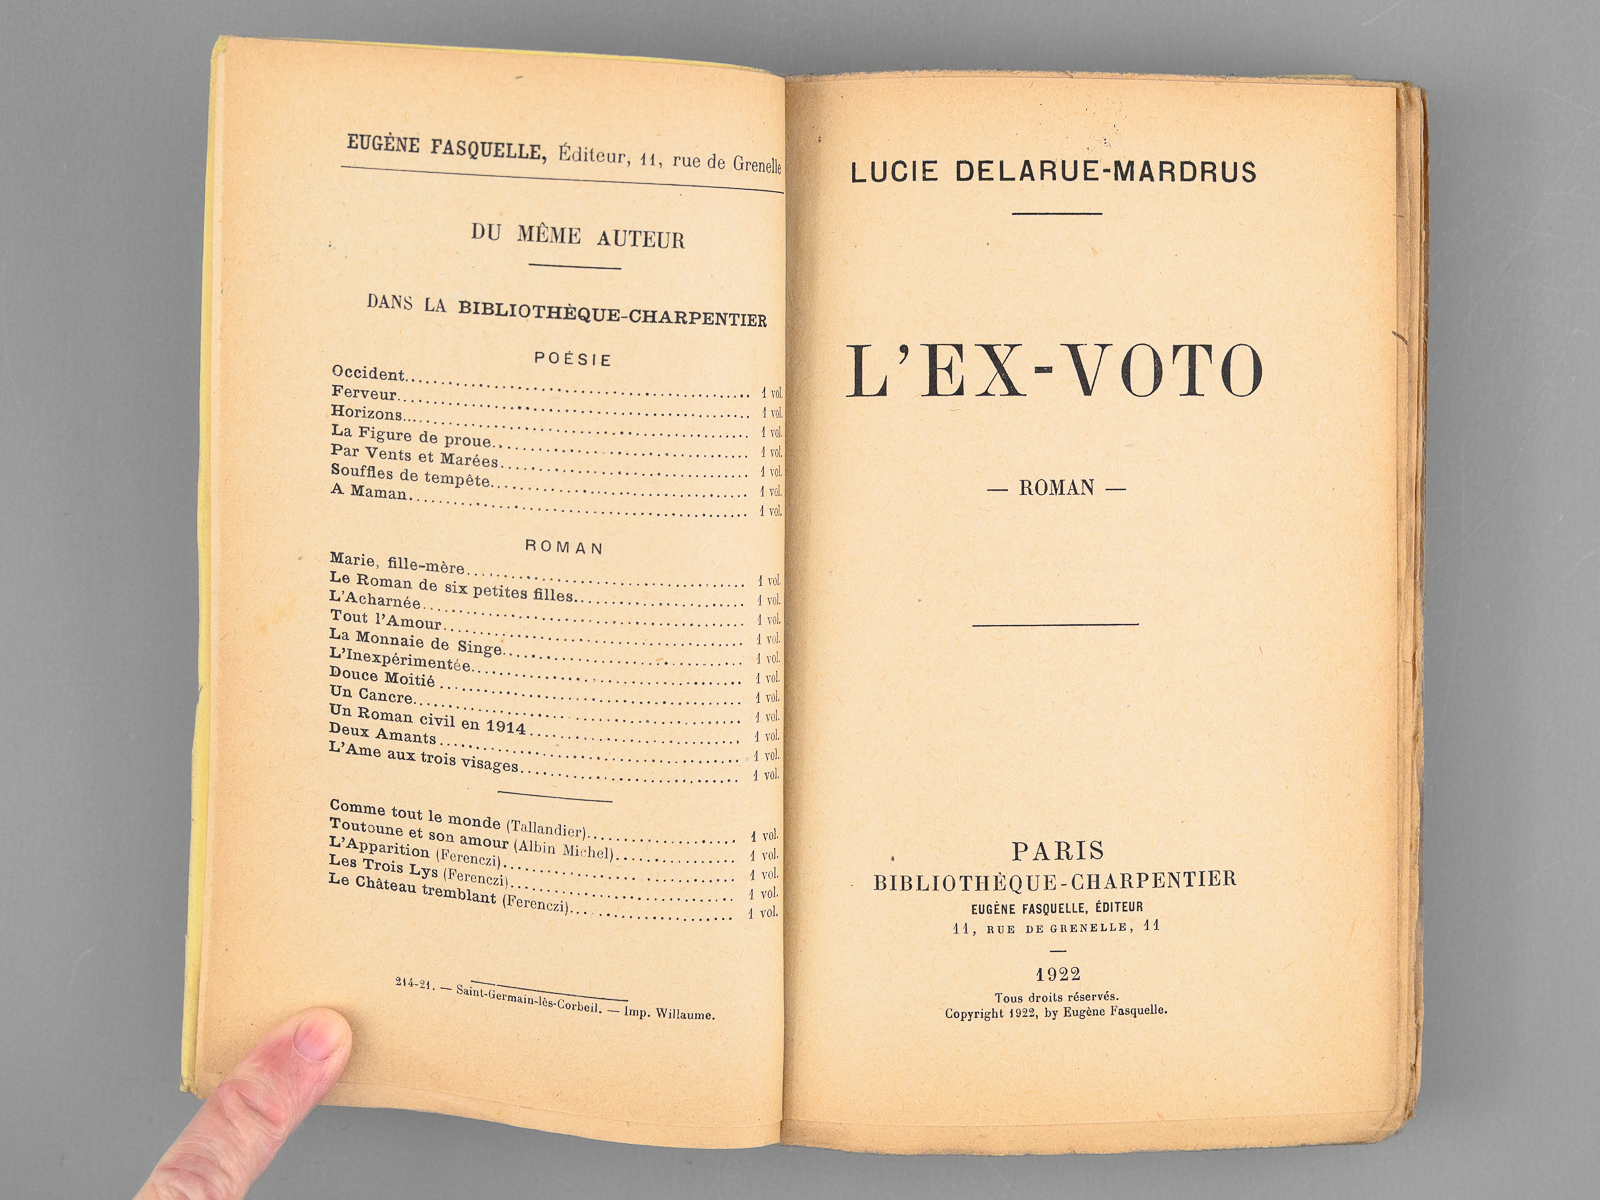 EUGÈNE FASQUELLE, Éditeur, 11, rue de Grenelle
DU MÊME AUTEUR
DANS LA BIBLIOTHÈQUE-CHARPENTIER
POÉSIE
Occident.......... 1 vol.
Ferveur.......... 1 vol.
Horizons.......... 1 vol.
La Figure de proue.......... 1 vol.
Par Vents et Marées.......... 1 vol.
Souffles de tempête.......... 1 vol.
A Maman.......... 1 vol.
ROMAN
Marie, fille-mère.......... 1 vol.
Le Roman de six petites filles.......... 1 vol.
L'Acharnée.......... 1 vol.
Tout l'Amour.......... 1 vol.
La Monnaie de Singe.......... 1 vol.
L'Inexpérimentée.......... 1 vol.
Douce Moitié.......... 1 vol.
Un Cancre.......... 1 vol.
Un Roman civil en 1914.......... 1 vol.
Deux Amants.......... 1 vol.
L'Ame aux trois visages.......... 1 vol.
Comme tout le monde (Tallandier).......... 1 vol.
Toutoune et son amour (Albin Michel).......... 1 vol.
L'Apparition (Ferenczi).......... 1 vol.
Les Trois Lys (Ferenczi).......... 1 vol.
Le Château tremblant (Ferenczi).......... 1 vol.
214-21. — Saint-Germain-lès-Corbeil. — Imp. Willaume.
LUCIE DELARUE-MARDRUS
L'EX-VOTO
— ROMAN —
PARIS
BIBLIOTHÈQUE-CHARPENTIER
EUGÈNE FASQUELLE, ÉDITEUR
11, RUE DE GRENELLE, 11
1922
Tous droits réservés.
Copyright 1922, by Eugène Fasquelle.